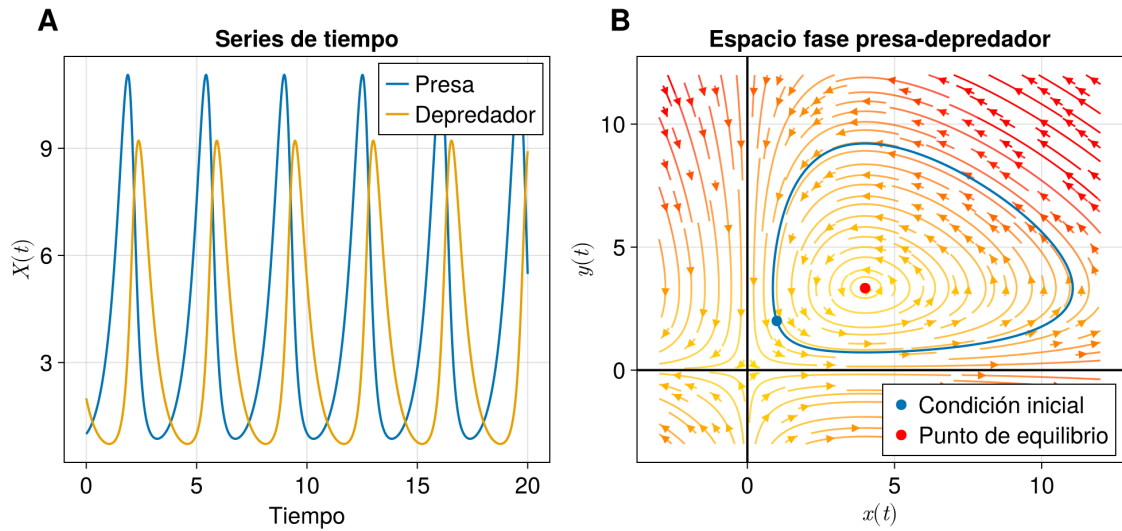 A
Series de tiempo
Presa
Depredador
9
6
3
X(t)
0
5
10
15
20
Tiempo
B
Espacio fase presa-depredador
10
5
0
y(t)
Condición inicial
Punto de equilibrio
0
5
10
x(t)